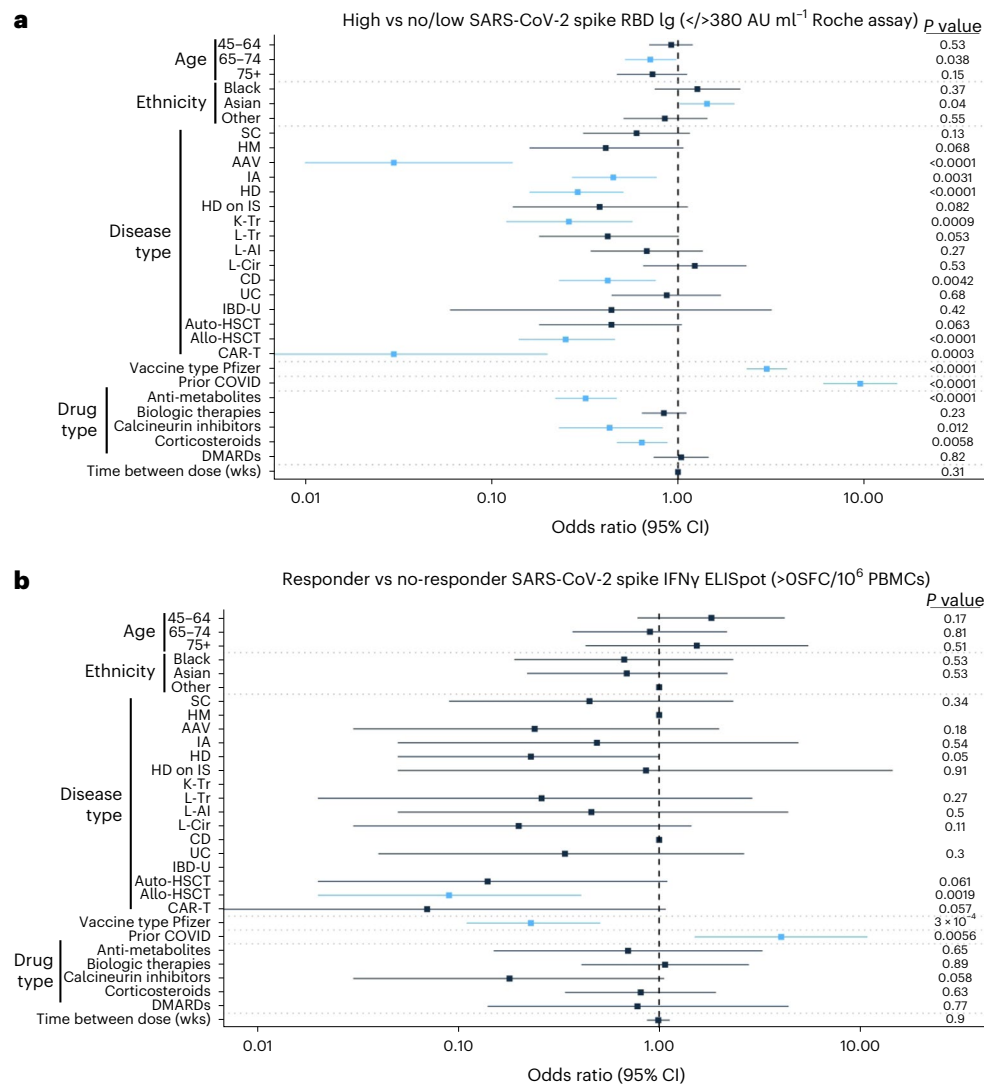 a
High vs no/low SARS-CoV-2 spike RBD Ig (</>380 AU ml⁻¹ Roche assay)
P value
Age
45–64 0.53
65–74 0.038
75+ 0.15
Ethnicity
Black 0.37
Asian 0.04
Other 0.55
Disease type
SC 0.13
HM 0.068
AAV <0.0001
IA 0.0031
HD <0.0001
HD on IS 0.082
K-Tr 0.0009
L-Tr 0.053
L-AI 0.27
L-Cir 0.53
CD 0.0042
UC 0.68
IBD-U 0.42
Auto-HSCT 0.063
Allo-HSCT <0.0001
CAR-T 0.0003
Vaccine type Pfizer <0.0001
Prior COVID <0.0001
Drug type
Anti-metabolites <0.0001
Biologic therapies 0.23
Calcineurin inhibitors 0.012
Corticosteroids 0.0058
DMARDs 0.82
Time between dose (wks) 0.31
0.01 0.10 1.00 10.00
Odds ratio (95% CI)
b
Responder vs no-responder SARS-CoV-2 spike IFNγ ELISpot (>0SFC/10⁶ PBMCs)
P value
Age
45–64 0.17
65–74 0.81
75+ 0.51
Ethnicity
Black 0.53
Asian 0.53
Other
Disease type
SC 0.34
HM
AAV 0.18
IA 0.54
HD 0.05
HD on IS 0.91
K-Tr
L-Tr 0.27
L-AI 0.5
L-Cir 0.11
CD
UC 0.3
IBD-U
Auto-HSCT 0.061
Allo-HSCT 0.0019
CAR-T 0.057
Vaccine type Pfizer 3 × 10⁻⁴
Prior COVID 0.0056
Drug type
Anti-metabolites 0.65
Biologic therapies 0.89
Calcineurin inhibitors 0.058
Corticosteroids 0.63
DMARDs 0.77
Time between dose (wks) 0.9
0.01 0.10 1.00 10.00
Odds ratio (95% CI)